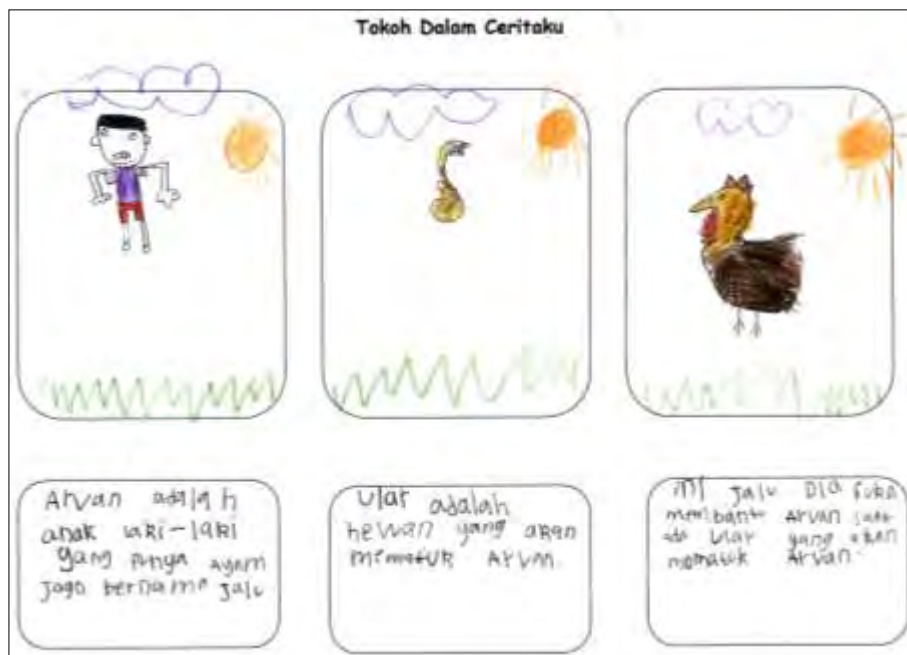 Tokoh Dalam Ceritaku
Arvan adalah
anak laki-laki
yang punya ayam
jago bernama jalu
Ular adalah
hewan yang akan
mematuk Arvan.
ini jalu Dia suka
membantu Arvan saat
ada Ular yang akan
mematuk Arvan.